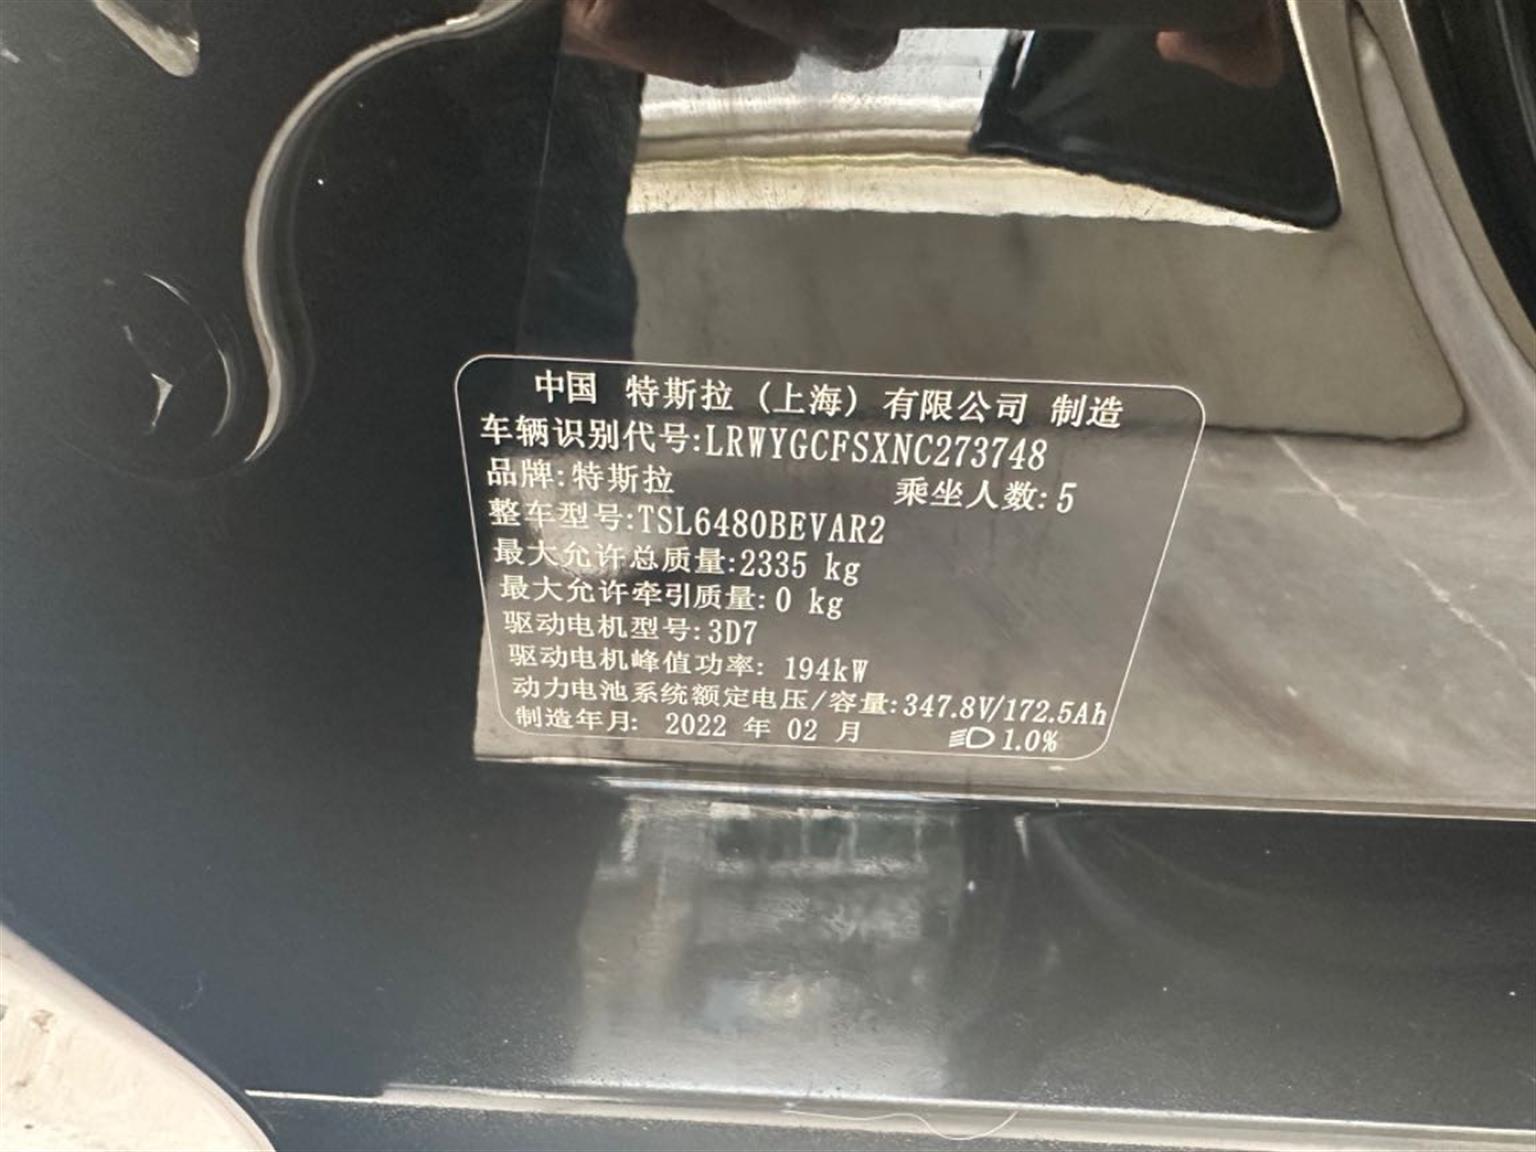 中国 特斯拉（上海）有限公司 制造
车辆识别代号:LRWYGCFSXNC273748
品牌:特斯拉 乘坐人数:5
整车型号:TSL6480BEVAR2
最大允许总质量:2335 kg
最大允许牵引质量:0 kg
驱动电机型号:3D7
驱动电机峰值功率: 194kW
动力电池系统额定电压/容量:347.8V/172.5Ah
制造年月: 2022 年 02 月 1.0%